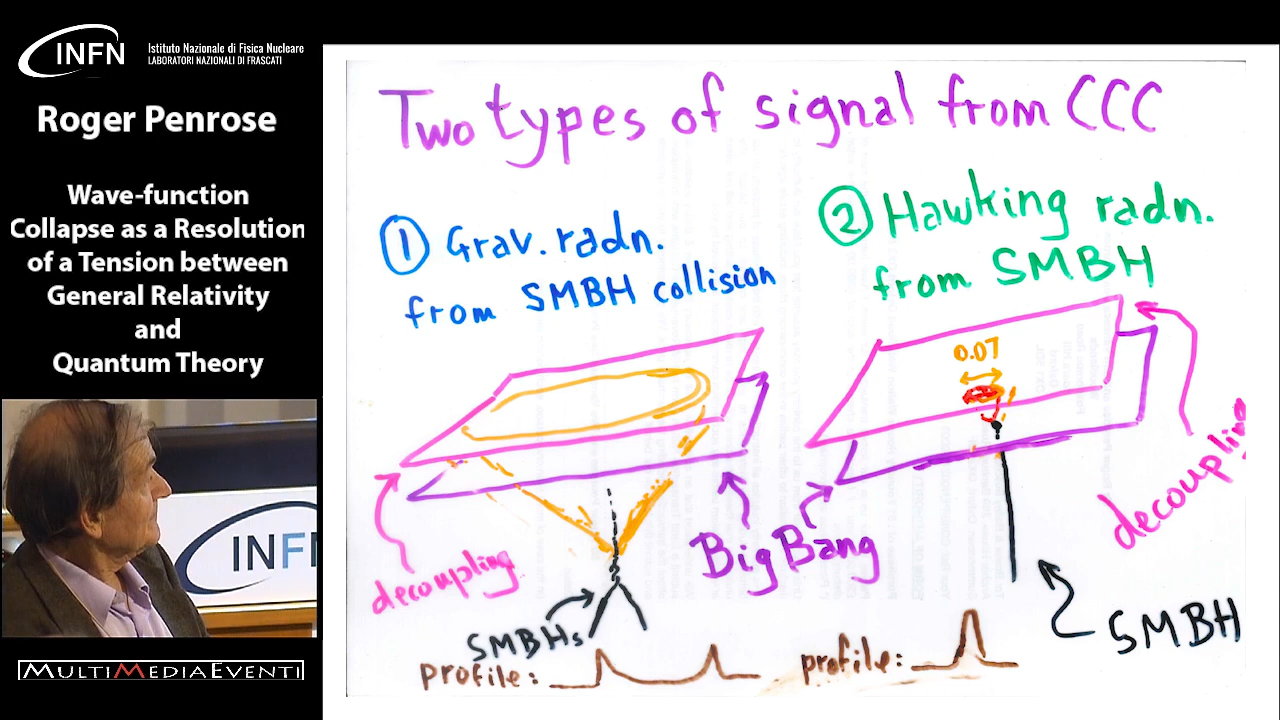 INFN
Istituto Nazionale di Fisica Nucleare
LABORATORI NAZIONALI DI FRASCATI
Roger Penrose
Wave-function
Collapse as a Resolution
of a Tension between
General Relativity
and
Quantum Theory
INFN
MULTIMEDIAEVENTI
Two types of signal from CCC
① Grav. radn.
from SMBH collision
② Hawking radn.
from SMBH
0.07
decoupling
Big Bang
decoupling
SMBHs
SMBH
profile:
profile: